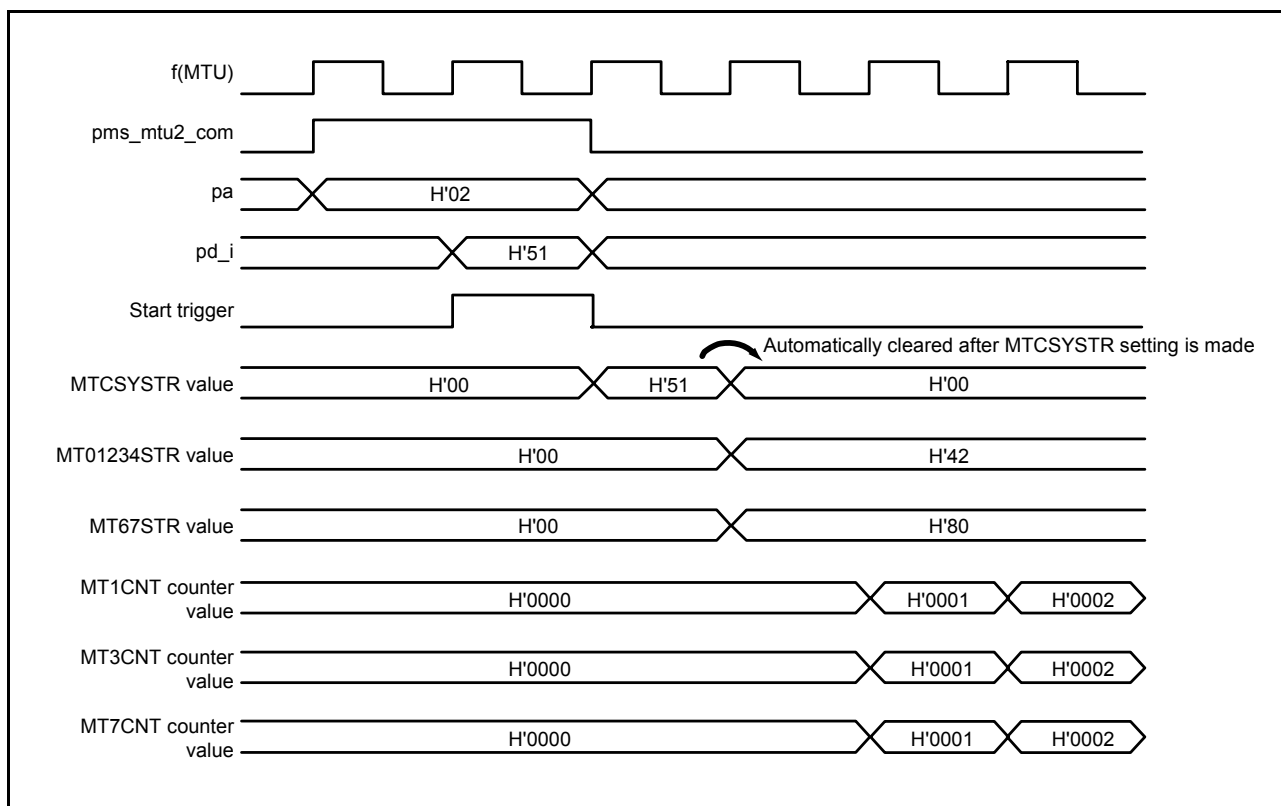 f(MTU)
pms_mtu2_com
pa
H'02
pd_i
H'51
Start trigger
Automatically cleared after MTCSYSTR setting is made
MTCSYSTR value
H'00
H'51
H'00
MT01234STR value
H'00
H'42
MT67STR value
H'00
H'80
MT1CNT counter
value
H'0000
H'0001
H'0002
MT3CNT counter
value
H'0000
H'0001
H'0002
MT7CNT counter
value
H'0000
H'0001
H'0002